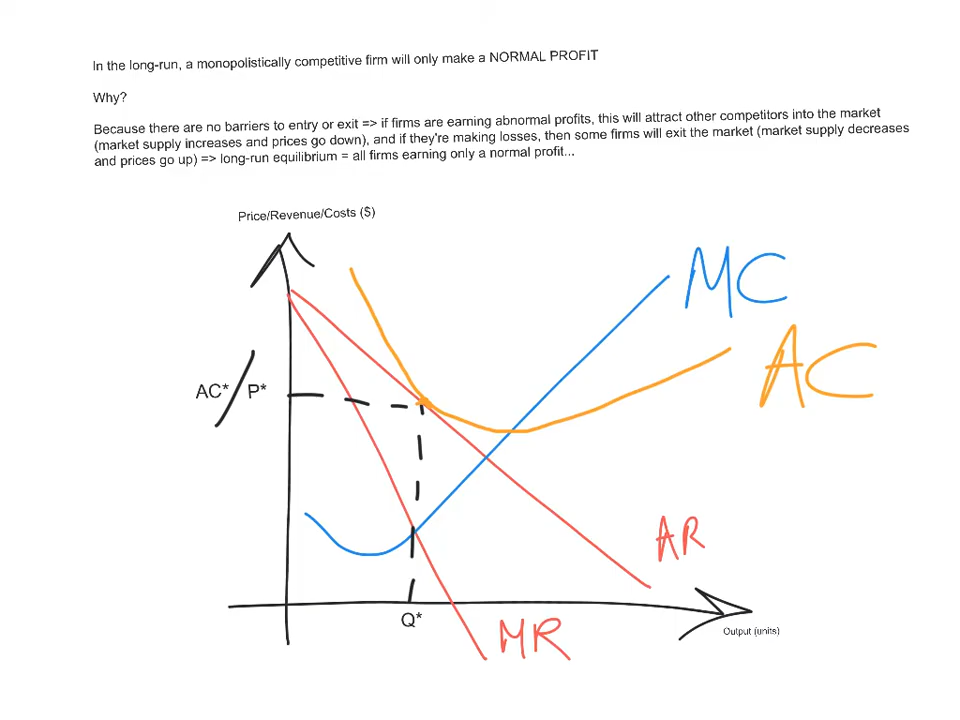 In the long-run, a monopolistically competitive firm will only make a NORMAL PROFIT
Why?
Because there are no barriers to entry or exit => if firms are earning abnormal profits, this will attract other competitors into the market
(market supply increases and prices go down), and if they're making losses, then some firms will exit the market (market supply decreases
and prices go up) => long-run equilibrium = all firms earning only a normal profit...
Price/Revenue/Costs ($)
MC
AC
AC* / P*
AR
Q*
MR
Output (units)